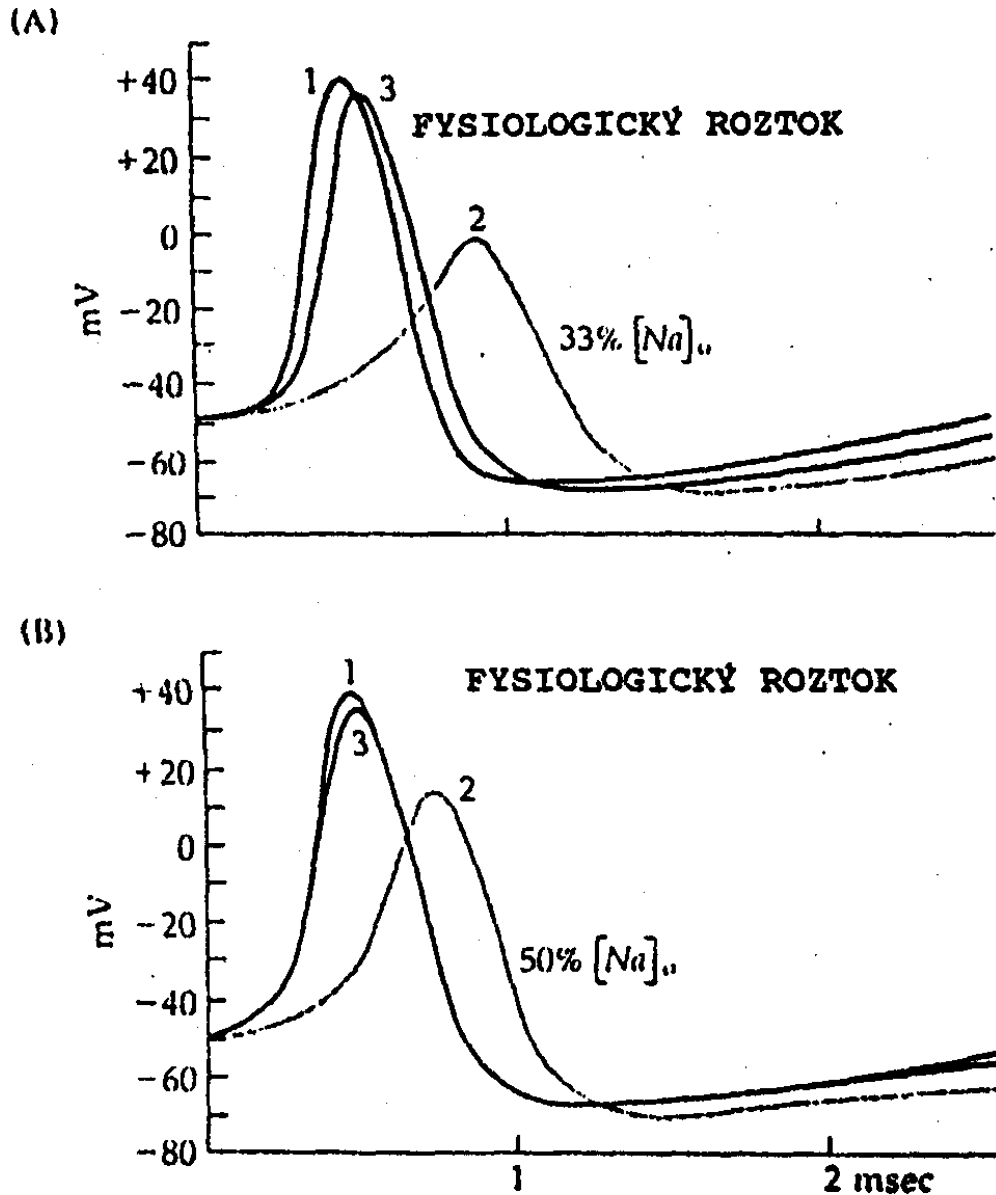 (A)
+40
+20
0
−20
−40
−60
−80
mV
1
3
FYSIOLOGICKÝ ROZTOK
2
33% [Na]ₒ
(B)
+40
+20
0
−20
−40
−60
−80
mV
1
3
FYSIOLOGICKÝ ROZTOK
2
50% [Na]ₒ
1
2 msec